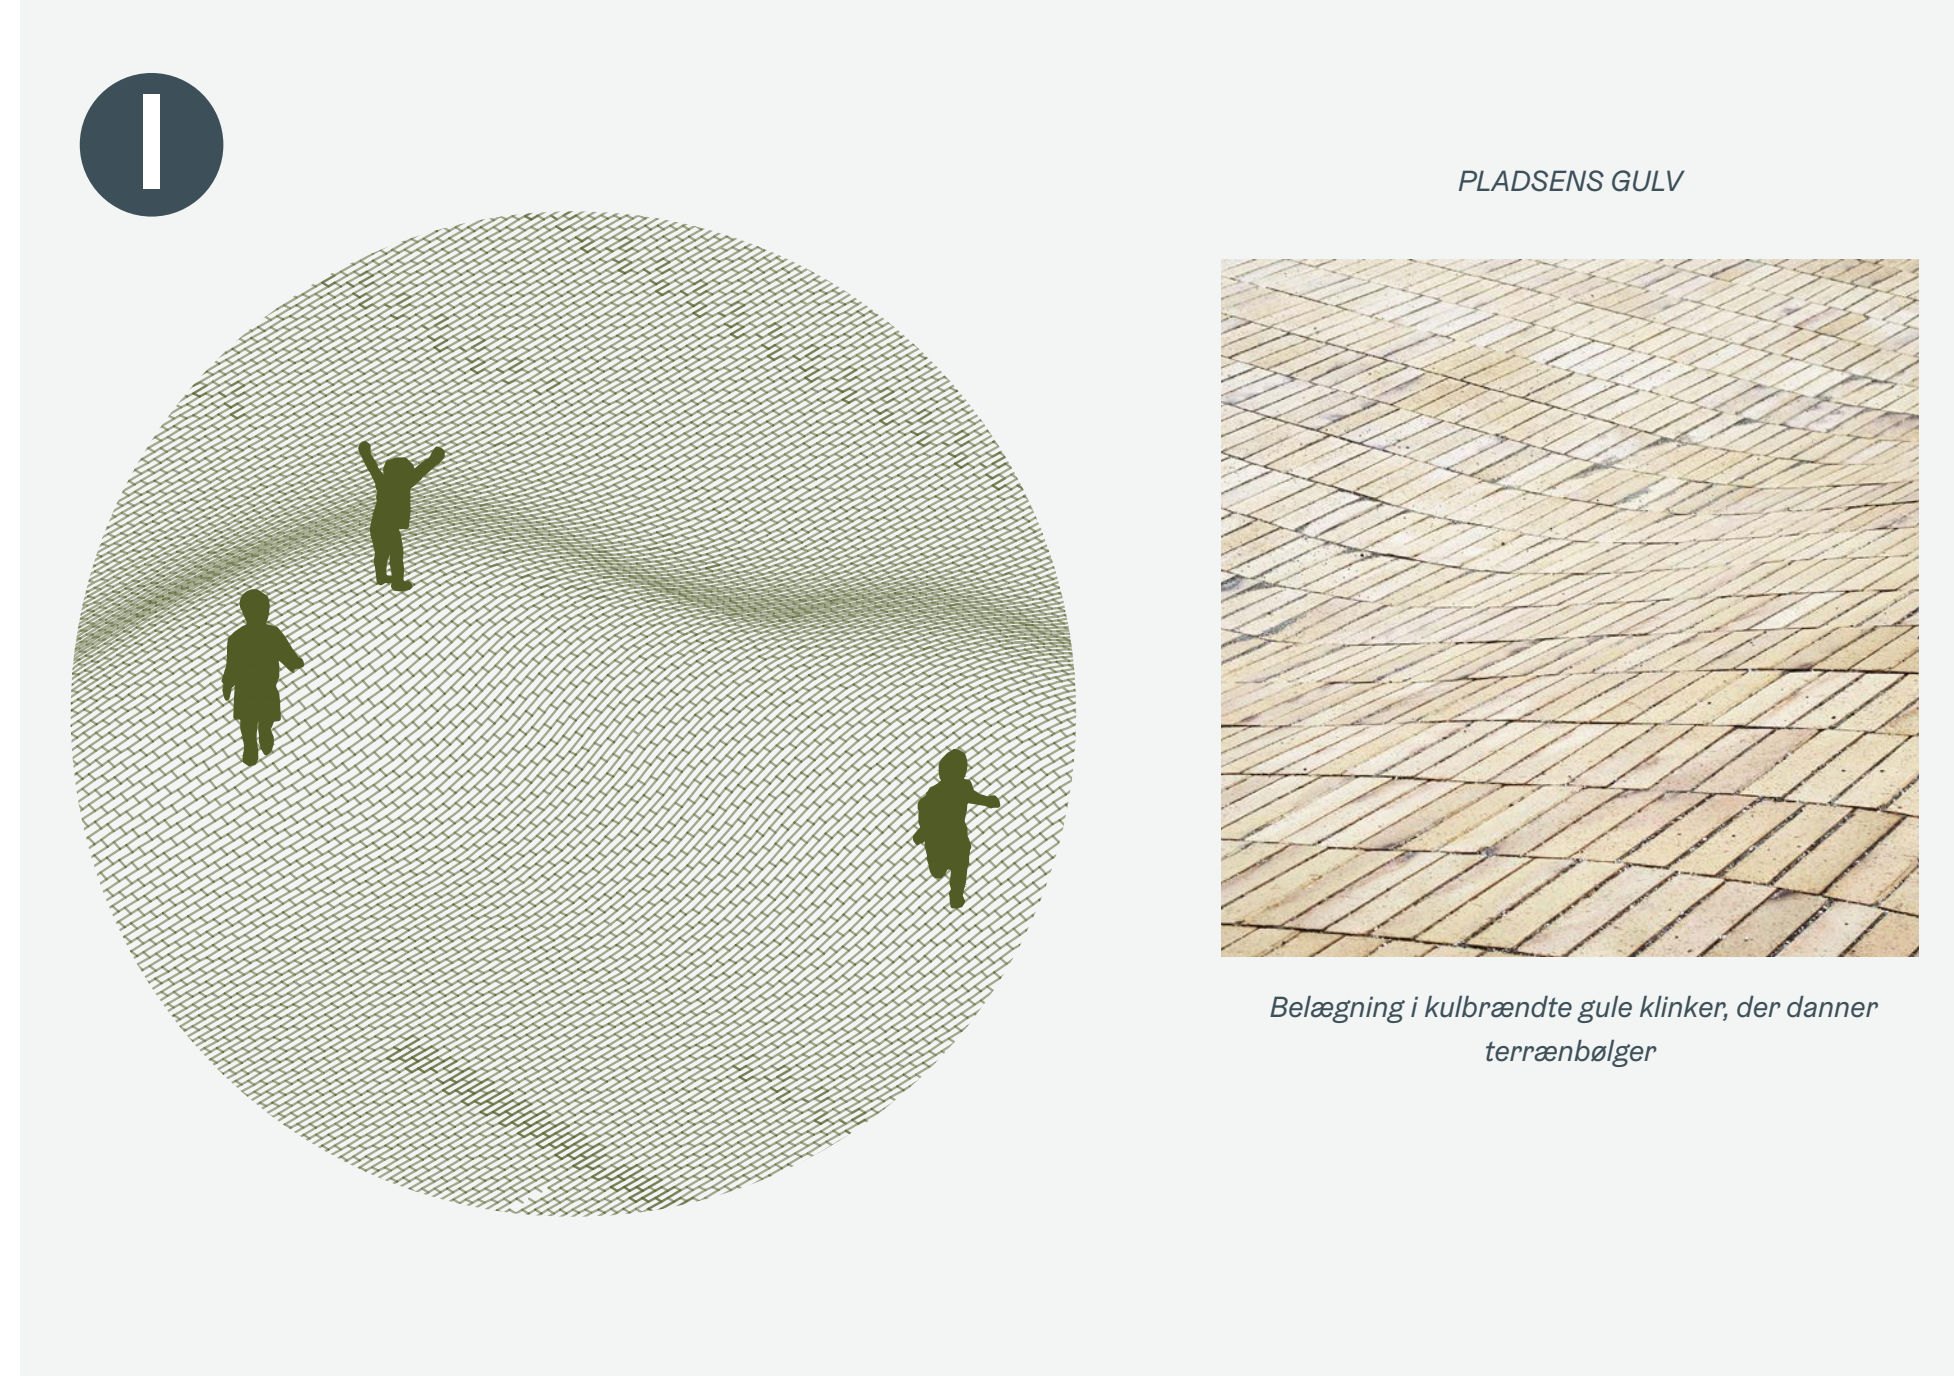 I
PLADSENS GULV
Belægning i kulbrændte gule klinker, der danner
terrænbølger